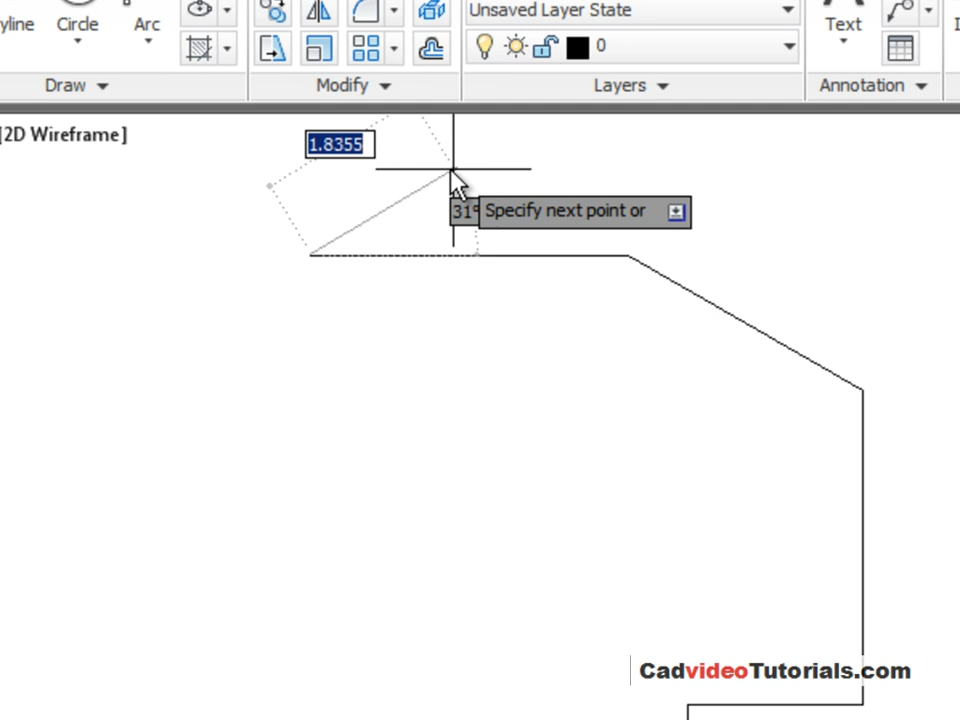 yline Circle Arc
Unsaved Layer State
0
Text
Draw Modify Layers Annotation
[2D Wireframe]
1.8355
31° Specify next point or
CadvideoTutorials.com